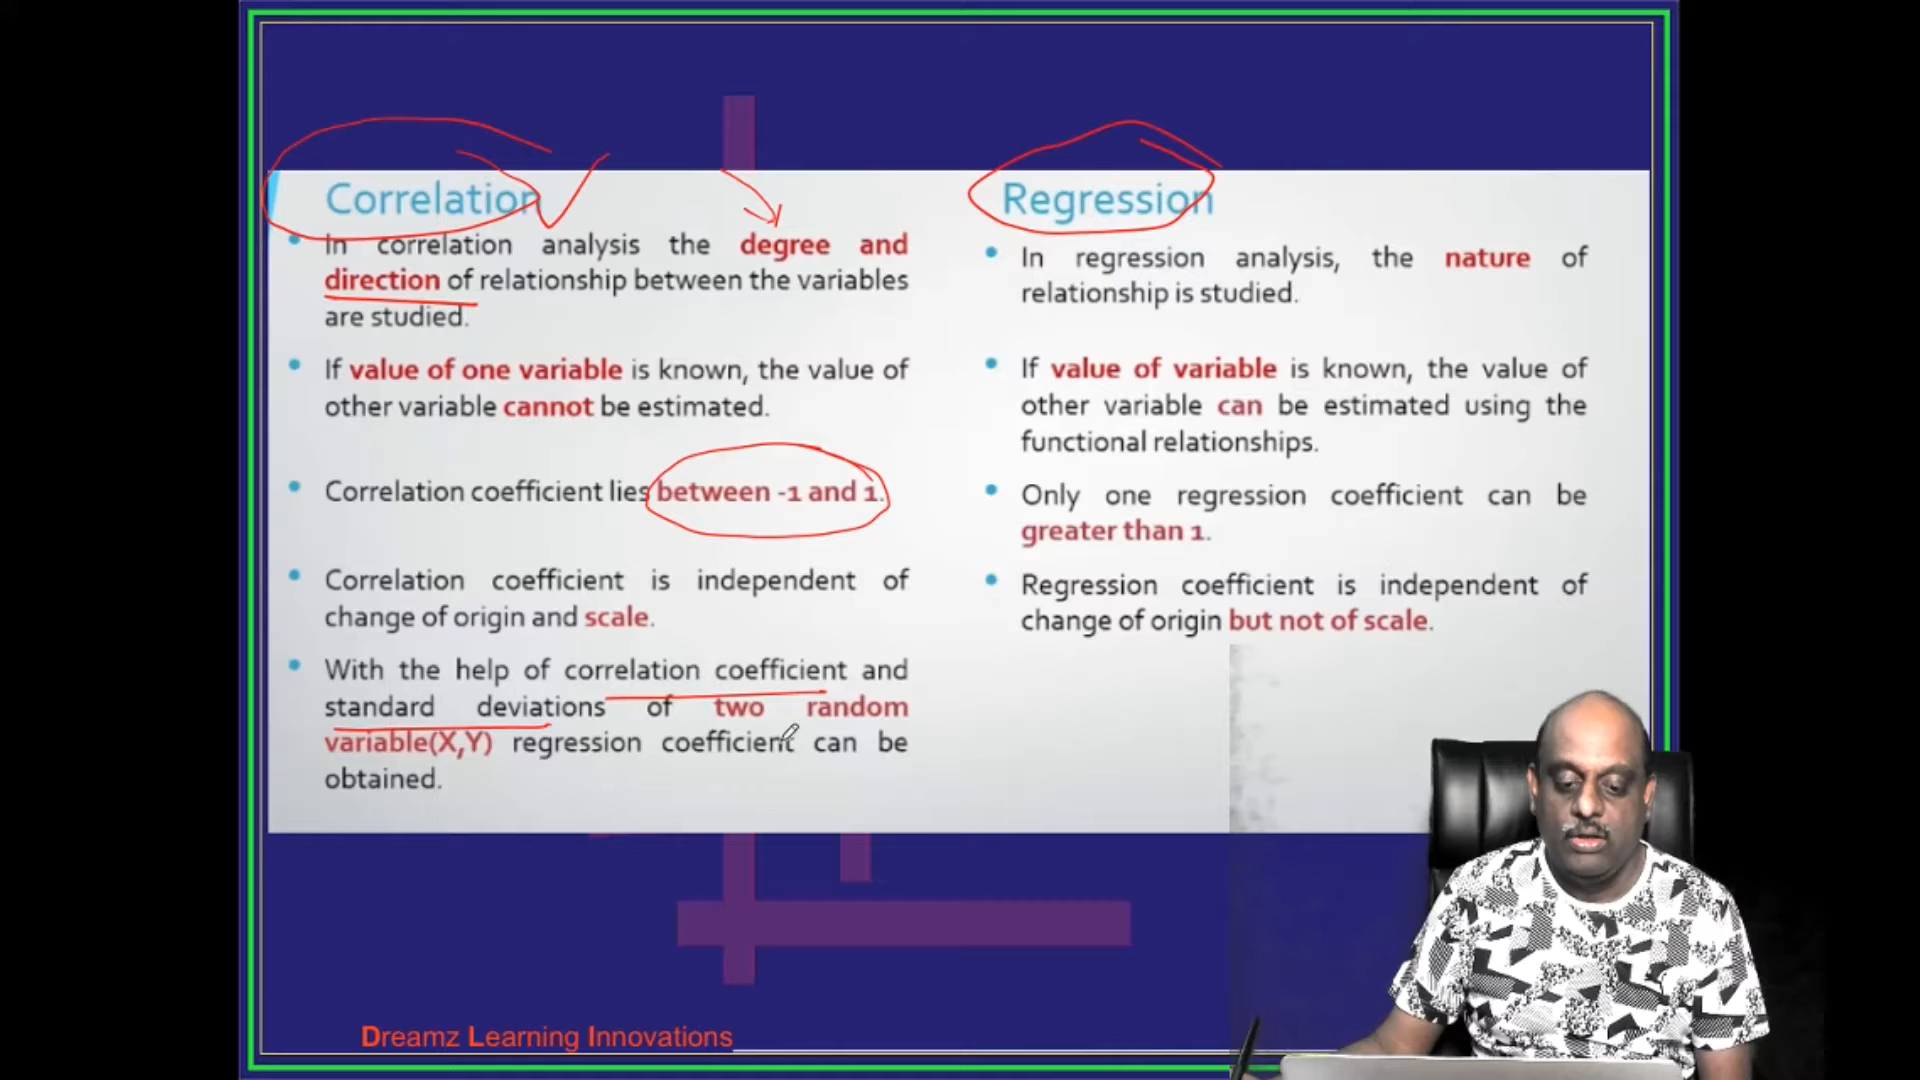 Correlation
• In correlation analysis the degree and
direction of relationship between the variables
are studied.
• If value of one variable is known, the value of
other variable cannot be estimated.
• Correlation coefficient lies between -1 and 1.
• Correlation coefficient is independent of
change of origin and scale.
• With the help of correlation coefficient and
standard deviations of two random
variable(X,Y) regression coefficient can be
obtained.
Regression
• In regression analysis, the nature of
relationship is studied.
• If value of variable is known, the value of
other variable can be estimated using the
functional relationships.
• Only one regression coefficient can be
greater than 1.
• Regression coefficient is independent of
change of origin but not of scale.
Dreamz Learning Innovations